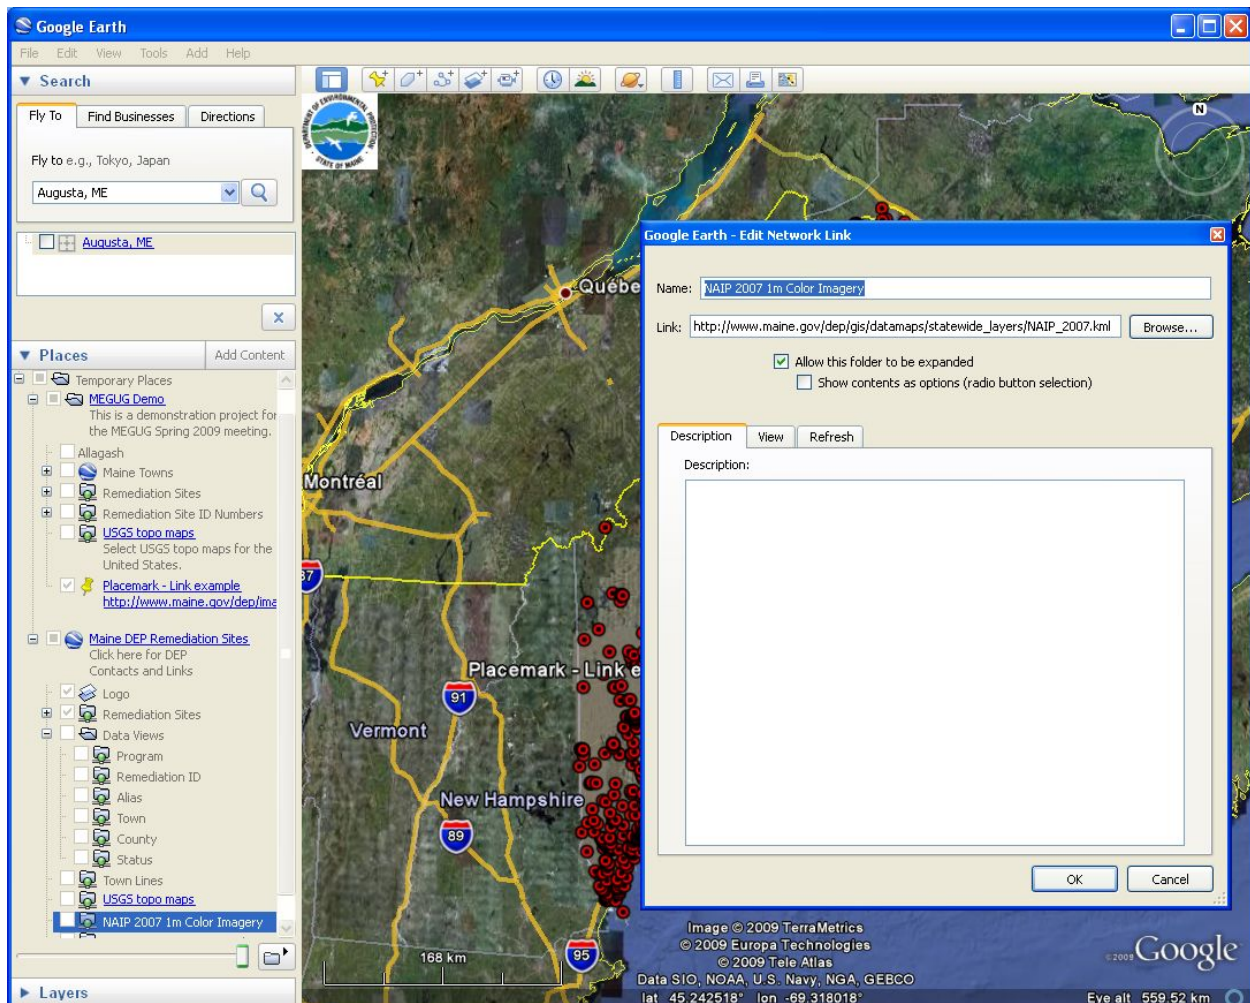 Google Earth
File Edit View Tools Add Help
Search
Fly To Find Businesses Directions
Fly to e.g., Tokyo, Japan
Augusta, ME
Augusta, ME
Places Add Content
Temporary Places
MEGUG Demo
This is a demonstration project for
the MEGUG Spring 2009 meeting.
Allagash
Maine Towns
Remediation Sites
Remediation Site ID Numbers
USGS topo maps
Select USGS topo maps for the
United States.
Placemark - Link example
http://www.maine.gov/dep/ima
Maine DEP Remediation Sites
Click here for DEP
Contacts and Links
Logo
Remediation Sites
Data Views
Program
Remediation ID
Alias
Town
County
Status
Town Lines
USGS topo maps
NAIP 2007 1m Color Imagery
Layers
DEPARTMENT OF ENVIRONMENTAL PROTECTION
STATE OF MAINE
N
Québe
Montréal
87
Placemark - Link e
91
Vermont
New Hampshire
89
95
168 km
Google Earth - Edit Network Link
Name: NAIP 2007 1m Color Imagery
Link: http://www.maine.gov/dep/gis/datamaps/statewide_layers/NAIP_2007.kml Browse...
Allow this folder to be expanded
Show contents as options (radio button selection)
Description View Refresh
Description:
OK Cancel
Image © 2009 TerraMetrics
© 2009 Europa Technologies
© 2009 Tele Atlas
Data SIO, NOAA, U.S. Navy, NGA, GEBCO
©2009 Google
lat 45.242518° lon -69.318018° Eye alt 559.52 km